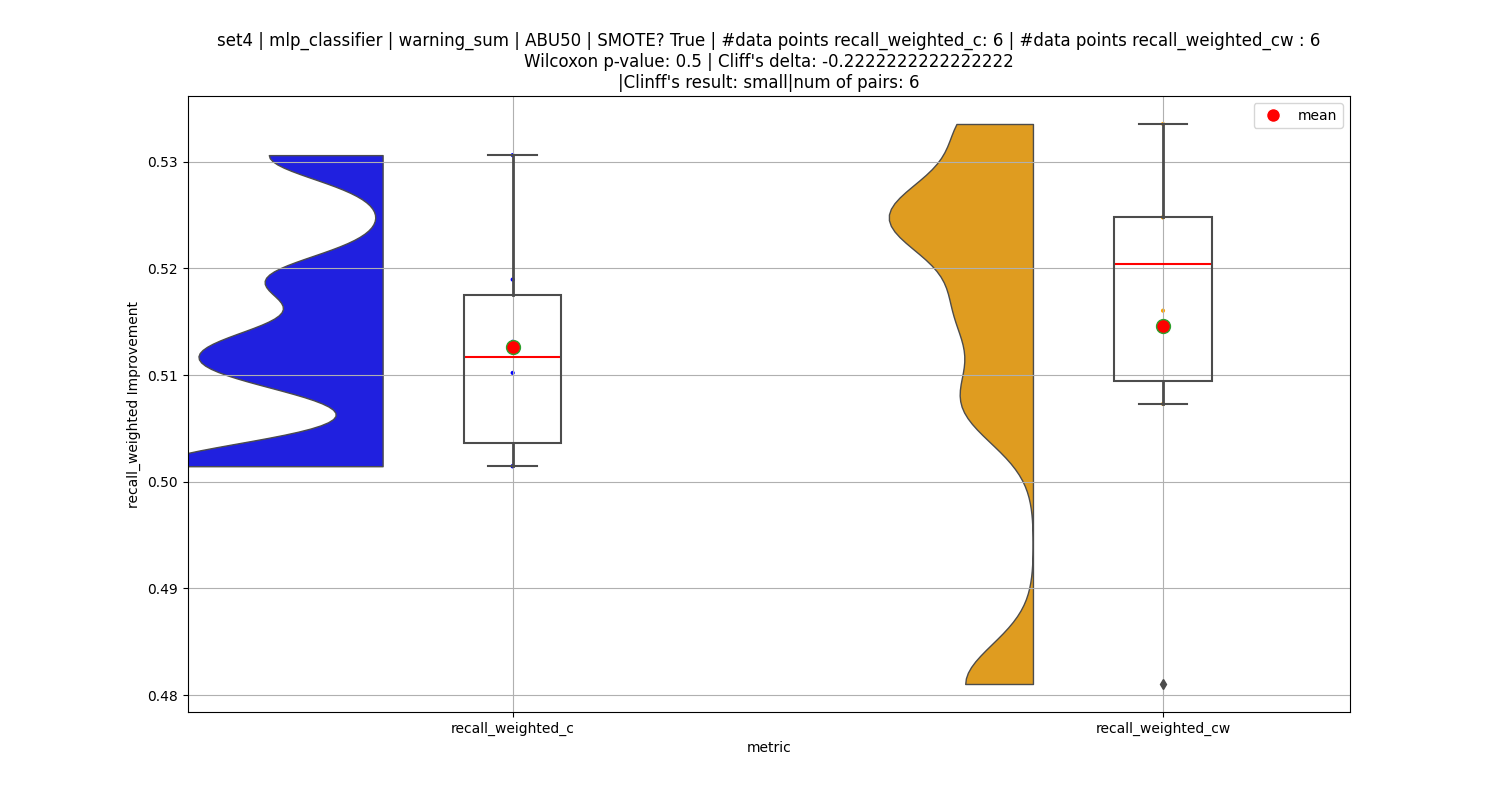 set4 | mlp_classifier | warning_sum | ABU50 | SMOTE? True | #data points recall_weighted_c: 6 | #data points recall_weighted_cw : 6
Wilcoxon p-value: 0.5 | Cliff's delta: -0.2222222222222222
|Clinff's result: small|num of pairs: 6
mean
0.53
0.52
0.51
0.50
0.49
0.48
recall_weighted Improvement
recall_weighted_c
recall_weighted_cw
metric